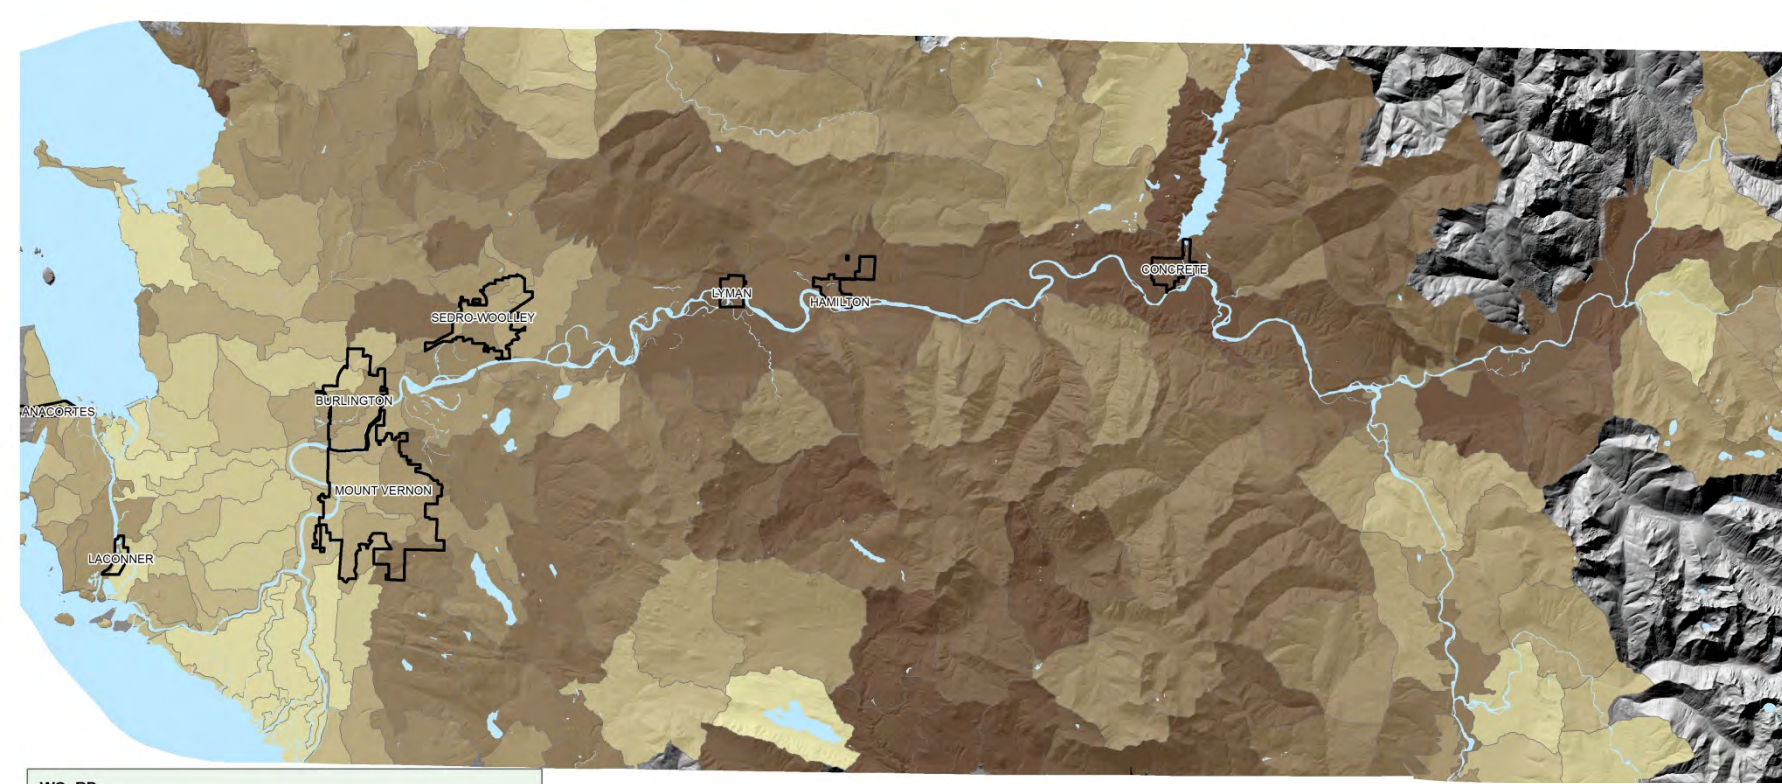 CONCRETE
LYMAN
HAMILTON
SEDRO-WOOLLEY
BURLINGTON
ANACORTES
MOUNT VERNON
LACONNER